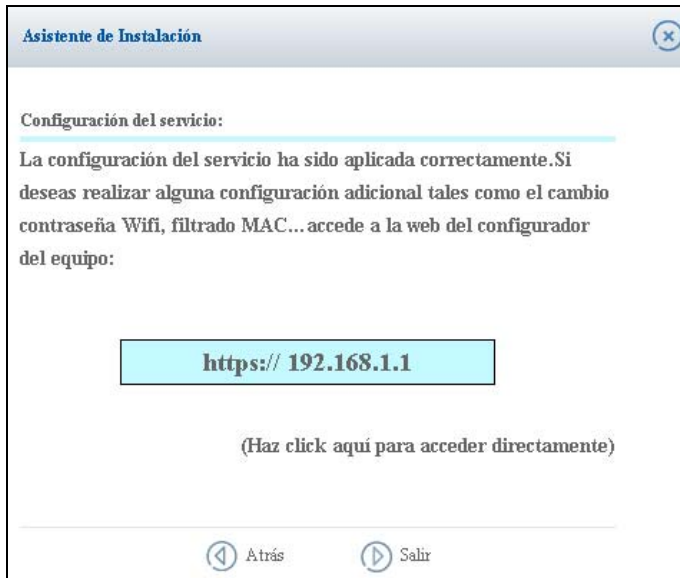 Asistente de Instalación
Configuración del servicio:
La configuración del servicio ha sido aplicada correctamente.Si
deseas realizar alguna configuración adicional tales como el cambio
contraseña Wifi, filtrado MAC...accede a la web del configurador
del equipo:
https:// 192.168.1.1
(Haz click aquí para acceder directamente)
Atrás Salir